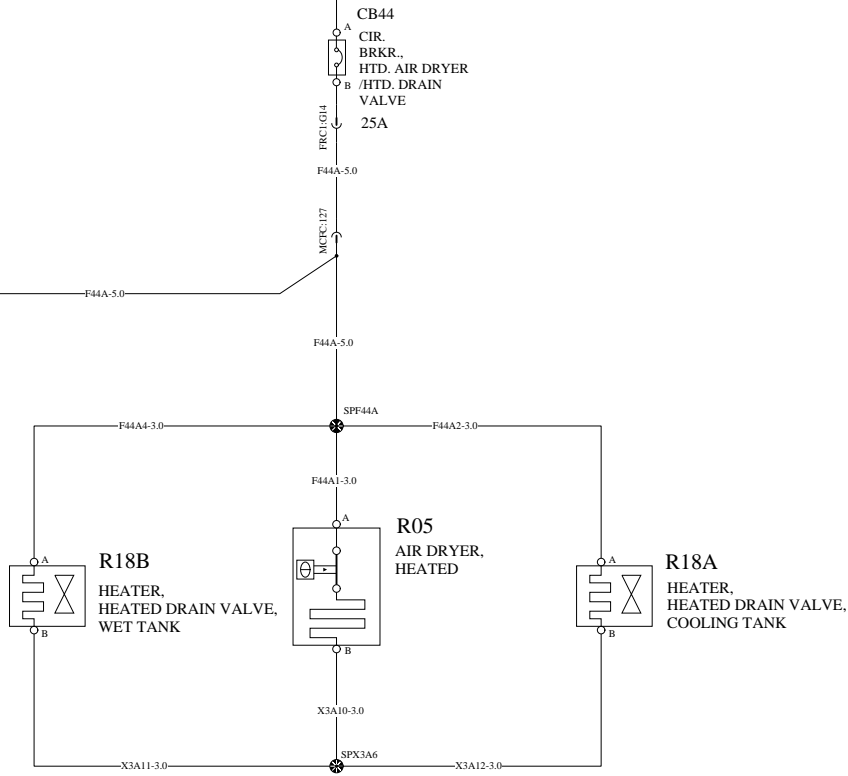 CB44
A
CIR.
BRKR.,
HTD. AIR DRYER
B /HTD. DRAIN
VALVE
25A
FRC1:G14
F44A-5.0
MCFC:127
F44A-5.0
F44A-5.0
SPF44A
F44A4-3.0
F44A2-3.0
F44A1-3.0
A
R05
AIR DRYER,
HEATED
B
A
R18B
HEATER,
HEATED DRAIN VALVE,
WET TANK
B
A
R18A
HEATER,
HEATED DRAIN VALVE,
COOLING TANK
B
X3A10-3.0
SPX3A6
X3A11-3.0
X3A12-3.0